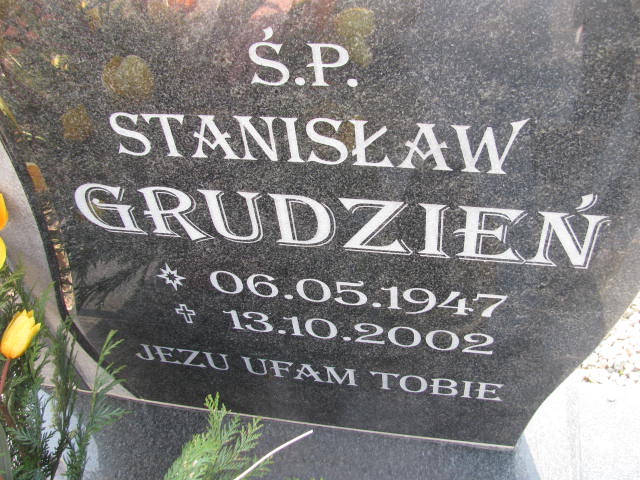 Ś.P.
STANISŁAW
GRUDZIEŃ
06.05.1947
13.10.2002
JEZU UFAM TOBIE